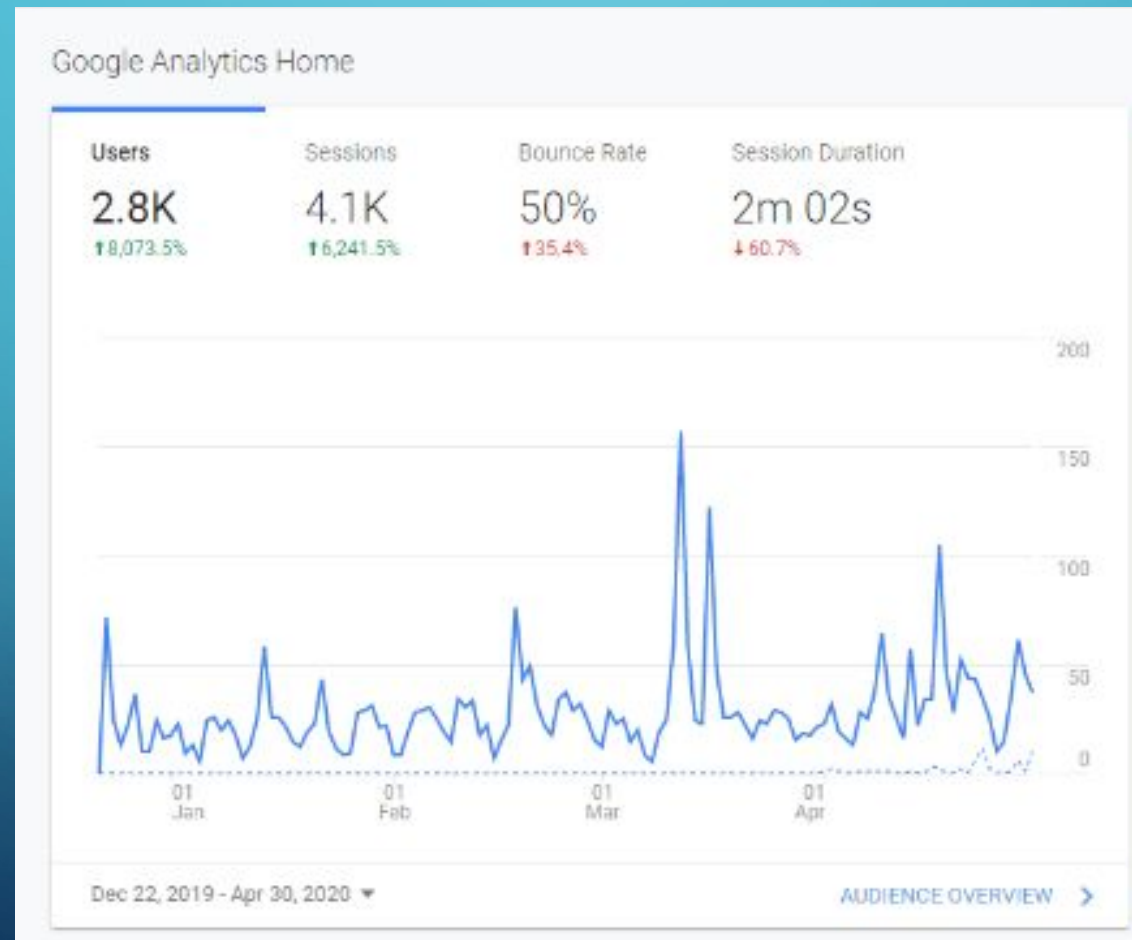 Google Analytics Home
Users Sessions Bounce Rate Session Duration
2.8K 4.1K 50% 2m 02s
↑8,073.5% ↑6,241.5% ↑35.4% ↓60.7%
200
150
100
50
0
01 01 01 01
Jan Feb Mar Apr
Dec 22, 2019 - Apr 30, 2020
AUDIENCE OVERVIEW